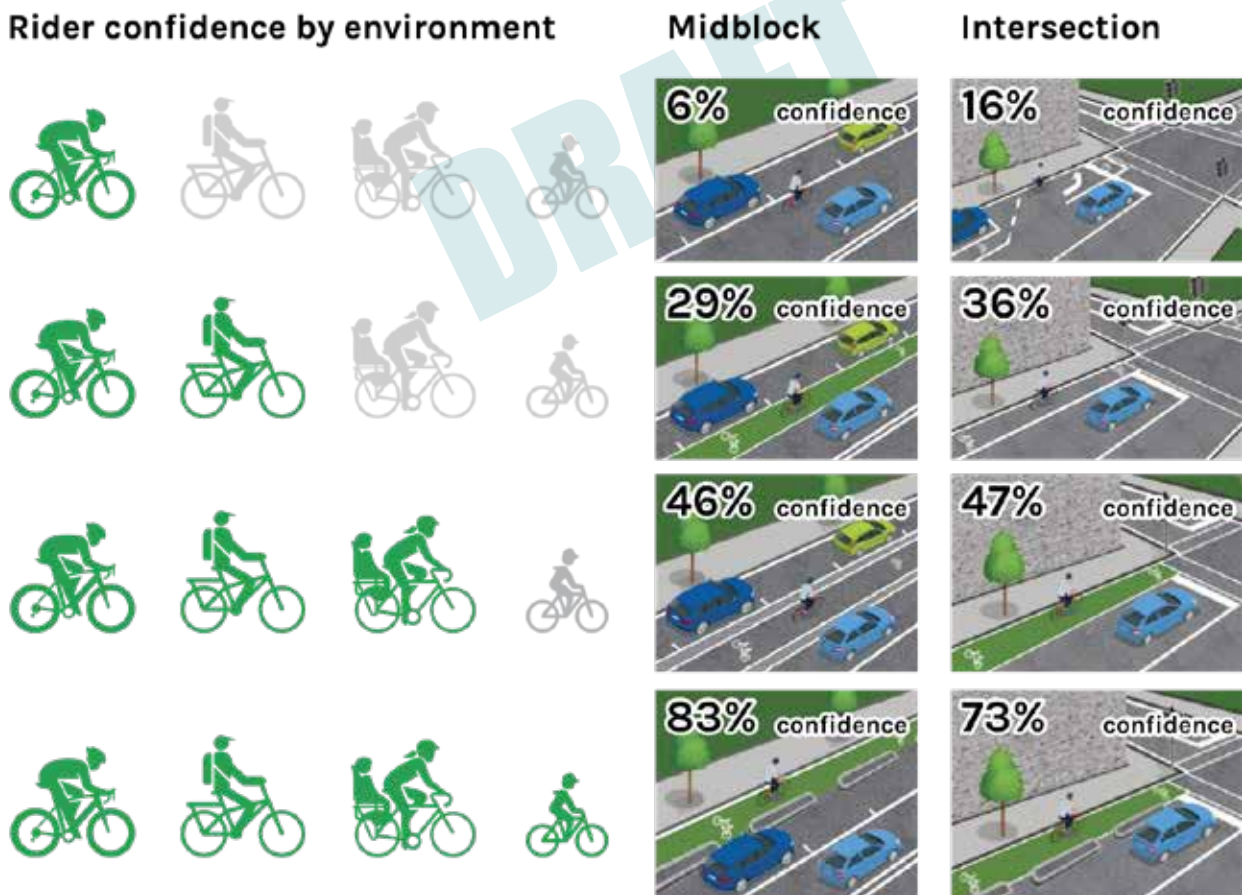 Rider confidence by environment Midblock Intersection
DRAFT
6% confidence 16% confidence
29% confidence 36% confidence
46% confidence 47% confidence
83% confidence 73% confidence